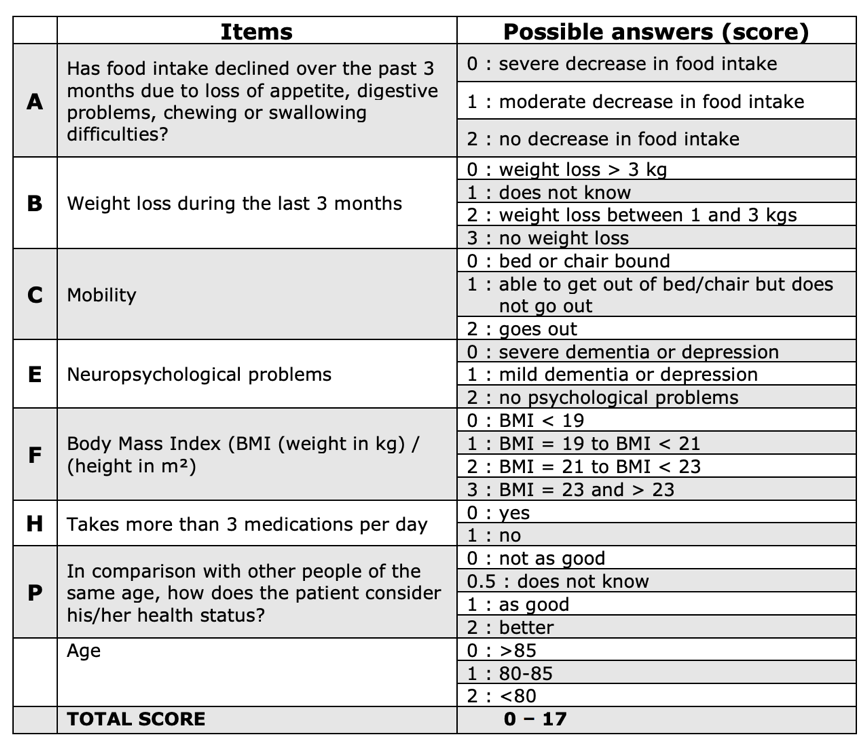 Items Possible answers (score)
A
Has food intake declined over the past 3
months due to loss of appetite, digestive
problems, chewing or swallowing
difficulties?
0 : severe decrease in food intake
1 : moderate decrease in food intake
2 : no decrease in food intake
B
Weight loss during the last 3 months
0 : weight loss > 3 kg
1 : does not know
2 : weight loss between 1 and 3 kgs
3 : no weight loss
C
Mobility
0 : bed or chair bound
1 : able to get out of bed/chair but does
not go out
2 : goes out
E
Neuropsychological problems
0 : severe dementia or depression
1 : mild dementia or depression
2 : no psychological problems
F
Body Mass Index (BMI (weight in kg) /
(height in m²)
0 : BMI < 19
1 : BMI = 19 to BMI < 21
2 : BMI = 21 to BMI < 23
3 : BMI = 23 and > 23
H
Takes more than 3 medications per day
0 : yes
1 : no
P
In comparison with other people of the
same age, how does the patient consider
his/her health status?
0 : not as good
0.5 : does not know
1 : as good
2 : better
Age
0 : >85
1 : 80-85
2 : <80
TOTAL SCORE 0 – 17